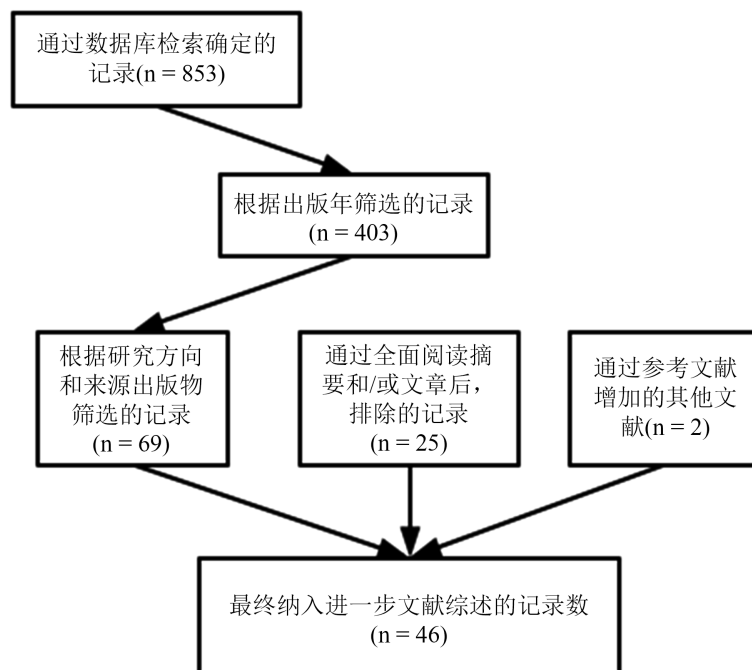 通过数据库检索确定的
记录(n = 853)
根据出版年筛选的记录
(n = 403)
根据研究方向
和来源出版物
筛选的记录
(n = 69)
通过全面阅读摘
要和/或文章后，
排除的记录
(n = 25)
通过参考文献
增加的其他文
献(n = 2)
最终纳入进一步文献综述的记录数
(n = 46)